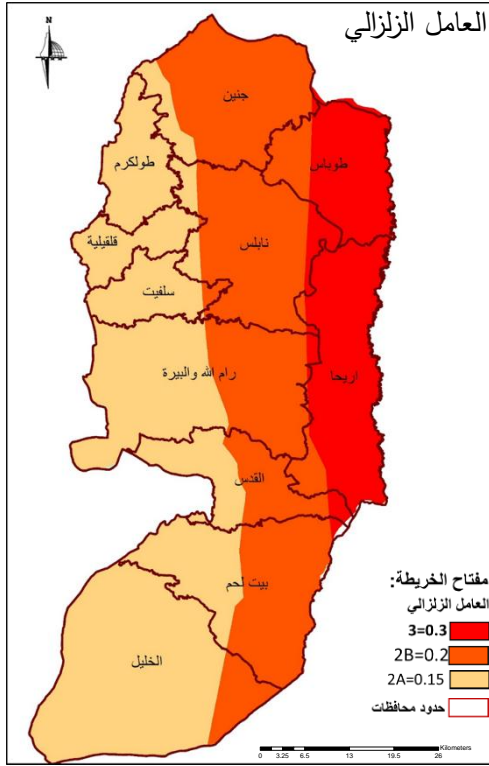 العامل الزلزالي
N
جنين
طولكرم
طوباس
قلقيلية
نابلس
سلفيت
رام الله والبيرة
اريحا
القدس
بيت لحم
الخليل
مفتاح الخريطة:
العامل الزلزالي
3=0.3
2B=0.2
2A=0.15
حدود محافظات
Kilometers
0 3.25 6.5 13 19.5 26